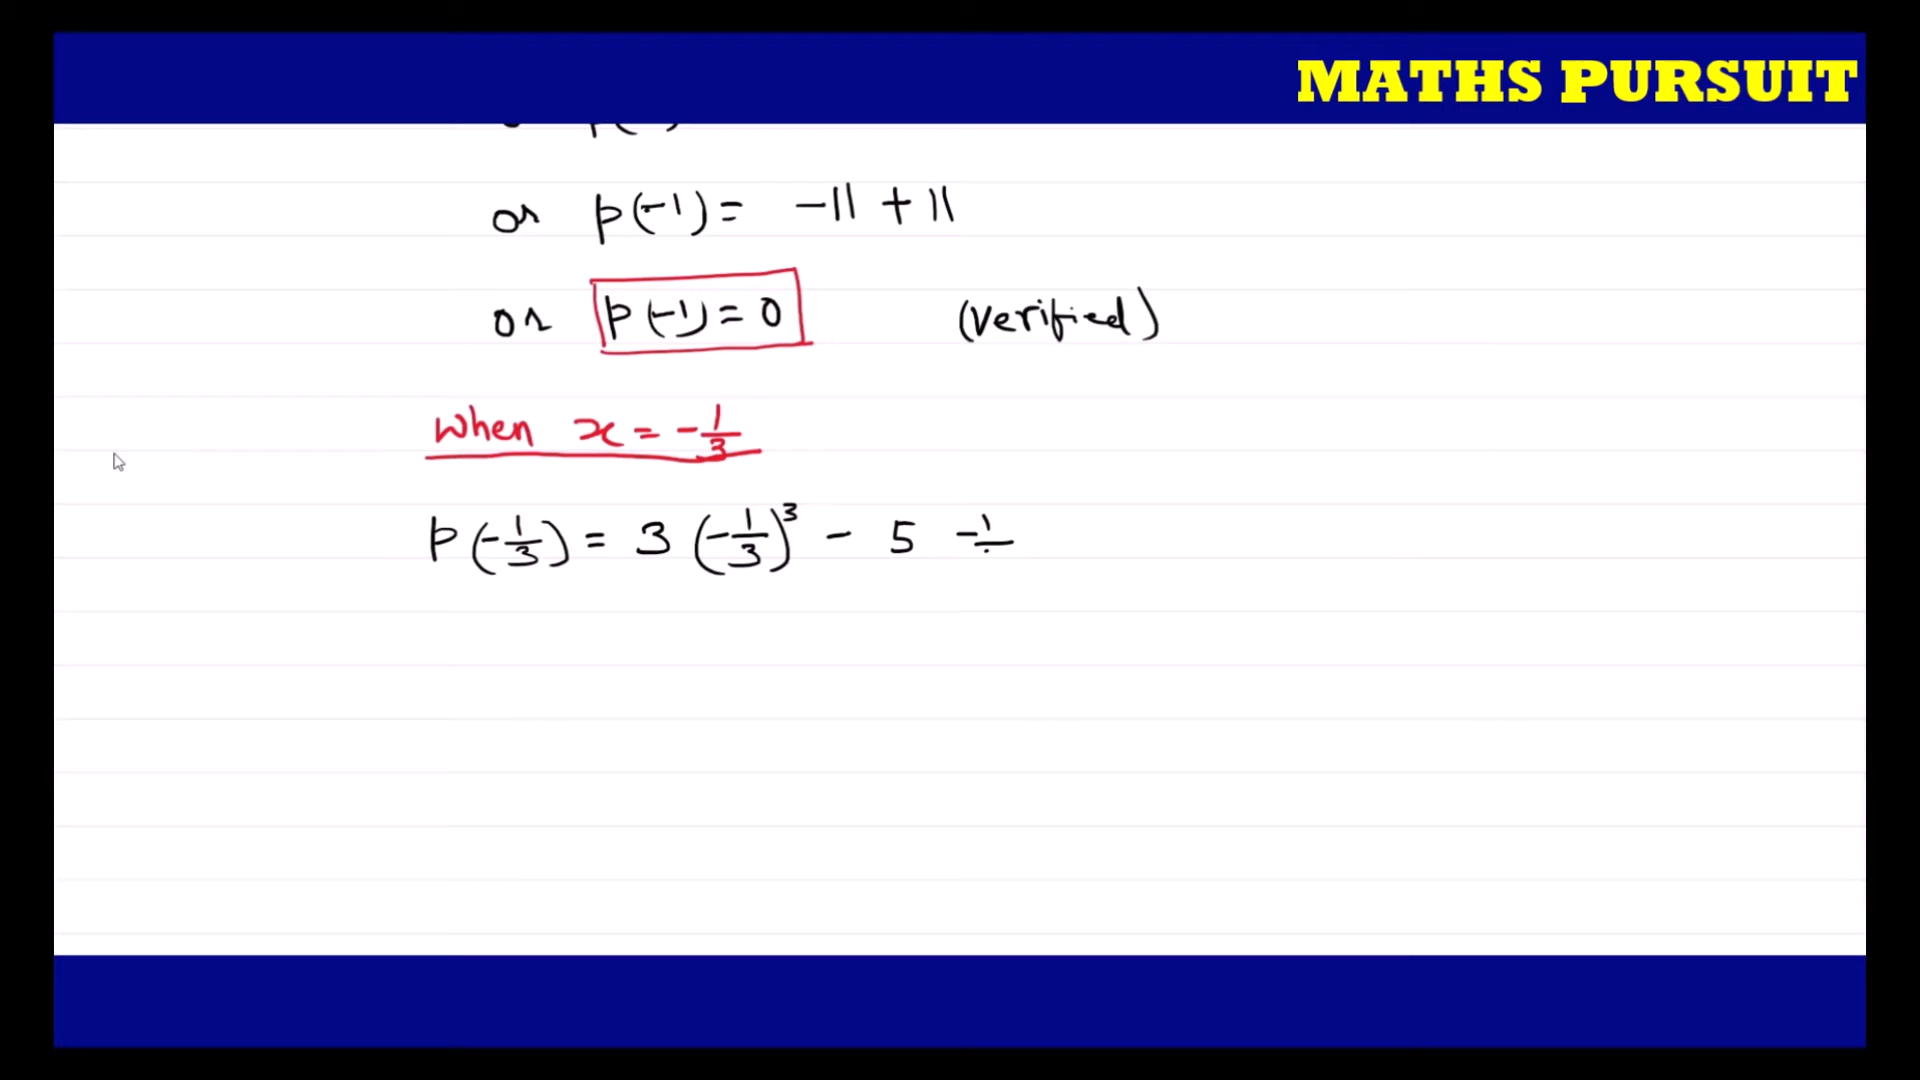 MATHS PURSUIT
or p(-1) = -11 + 11
or p(-1) = 0 (verified)
When x = -1/3
p(-1/3) = 3 (-1/3)³ - 5 -1/